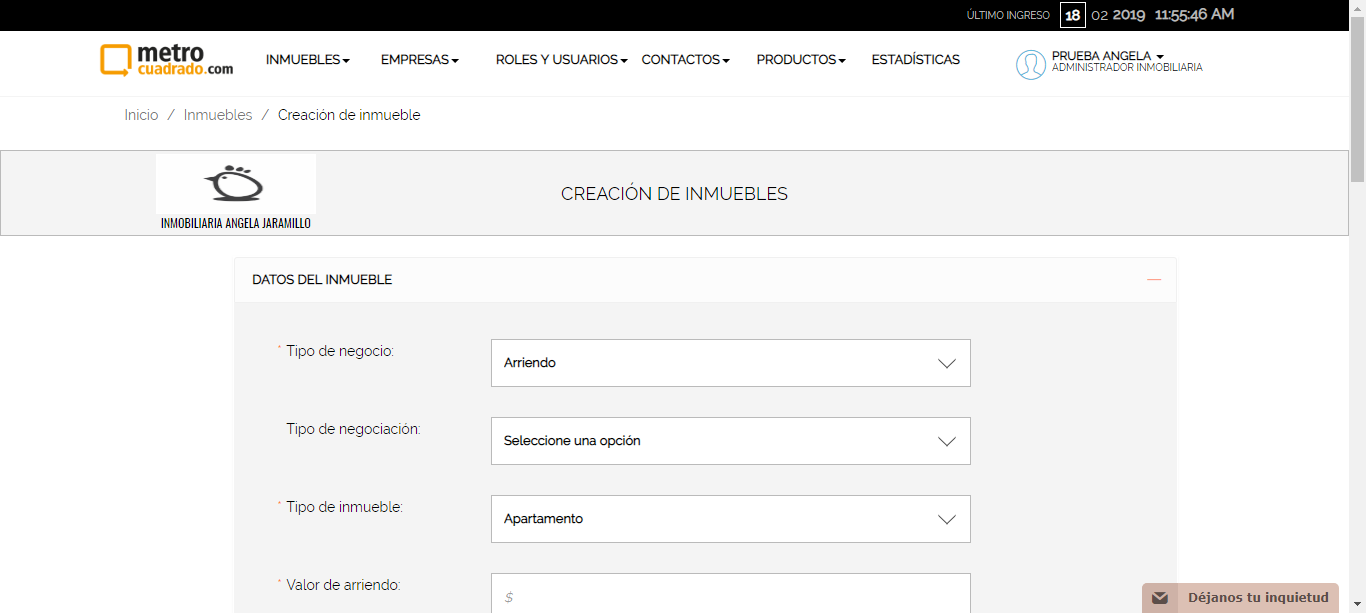 ÚLTIMO INGRESO 18 02 2019 11:55:46 AM
metro
cuadrado.com
INMUEBLES EMPRESAS ROLES Y USUARIOS CONTACTOS PRODUCTOS ESTADÍSTICAS
PRUEBA ANGELA
ADMINISTRADOR INMOBILIARIA
Inicio / Inmuebles / Creación de inmueble
INMOBILIARIA ANGELA JARAMILLO
CREACIÓN DE INMUEBLES
DATOS DEL INMUEBLE
* Tipo de negocio: Arriendo
Tipo de negociación: Seleccione una opción
* Tipo de inmueble: Apartamento
* Valor de arriendo: $
Déjanos tu inquietud